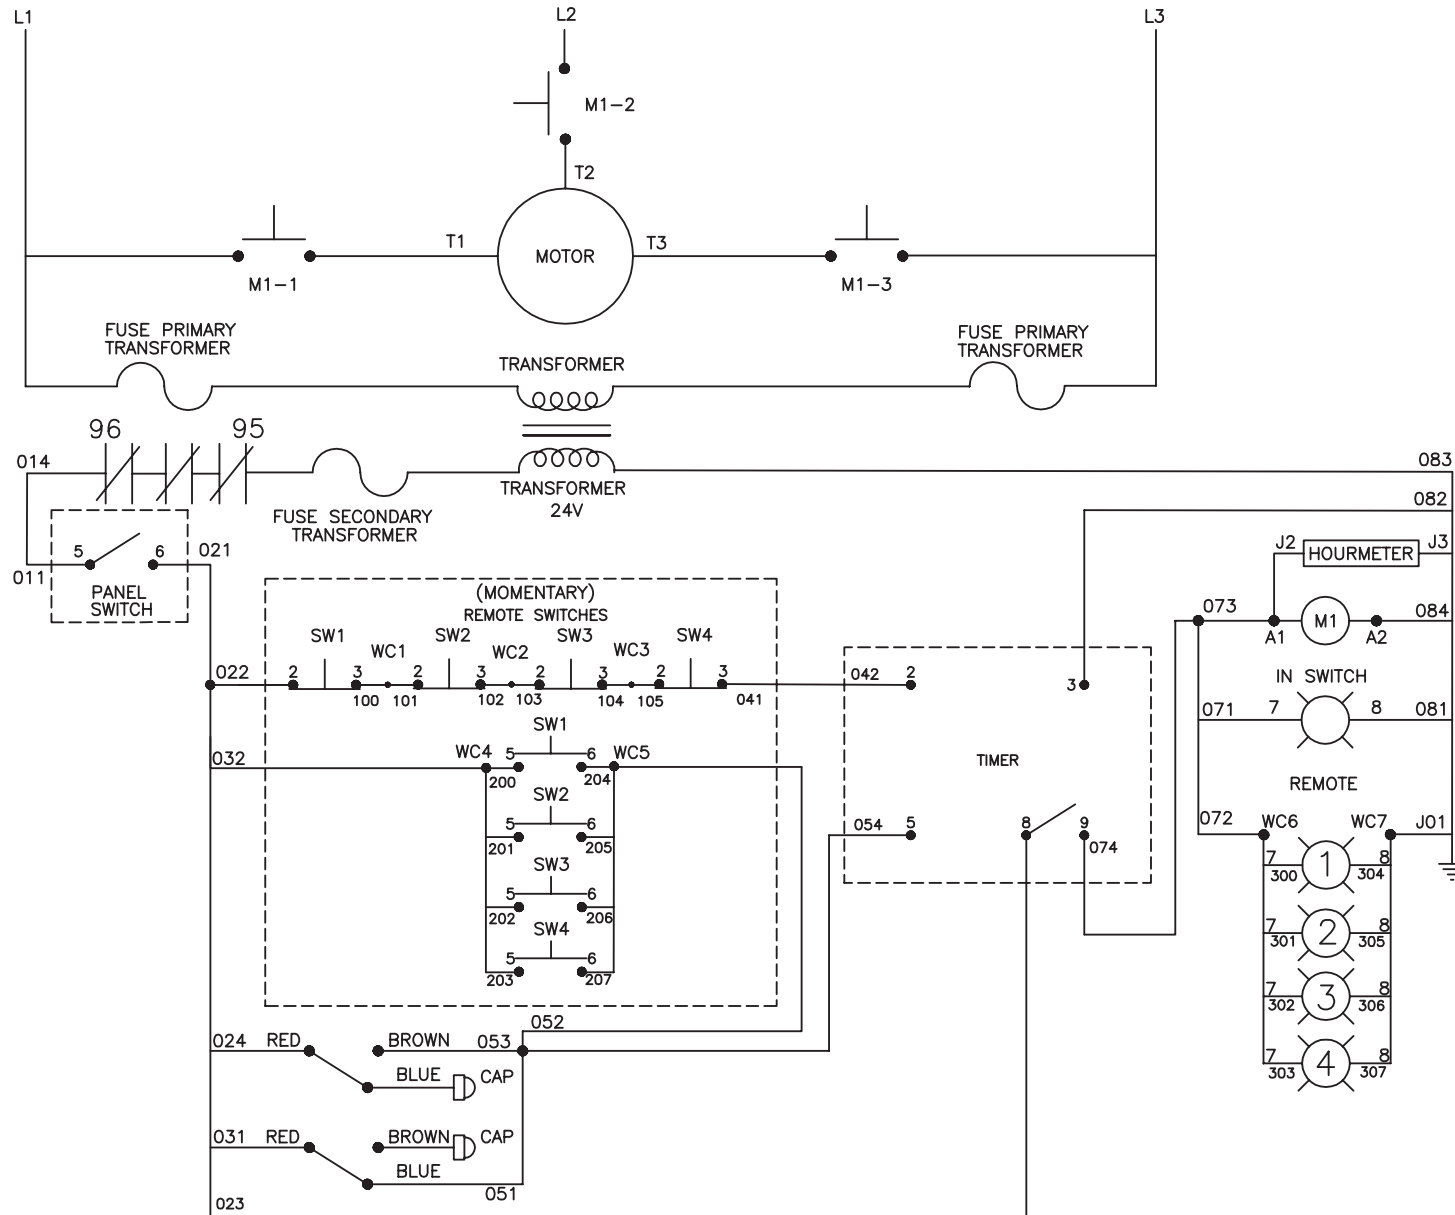 L1
L2
L3
M1-2
T2
T1
MOTOR
T3
M1-1
M1-3
FUSE PRIMARY
TRANSFORMER
FUSE PRIMARY
TRANSFORMER
TRANSFORMER
96
95
014
083
TRANSFORMER
24V
082
FUSE SECONDARY
TRANSFORMER
J2
HOURMETER
J3
5
6
021
011
PANEL
SWITCH
(MOMENTARY)
REMOTE SWITCHES
073
M1
084
A1
A2
SW1
WC1
SW2
WC2
SW3
WC3
SW4
022
2
3
2
3
2
3
2
3
042
2
3
100
101
102
103
104
105
041
IN SWITCH
071
7
8
081
SW1
032
WC4
5
6
WC5
200
204
TIMER
REMOTE
SW2
5
6
201
205
054
5
8
9
074
072
WC6
WC7
J01
SW3
5
6
202
206
7
1
8
300
304
SW4
5
6
203
207
7
2
8
301
305
7
3
8
302
306
052
024
RED
BROWN
053
BLUE
CAP
7
4
8
303
307
031
RED
BROWN
CAP
BLUE
051
023